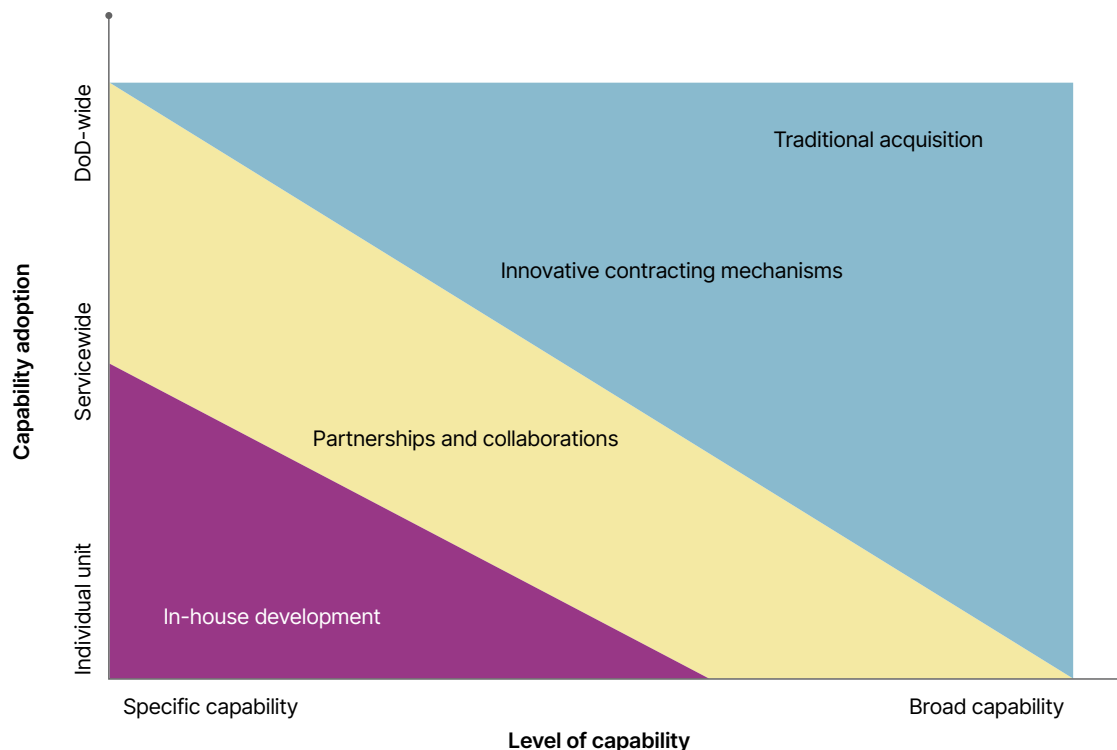 DoD-wide
Traditional acquisition
Innovative contracting mechanisms
Capability adoption
Servicewide
Partnerships and collaborations
Individual unit
In-house development
Specific capability
Broad capability
Level of capability